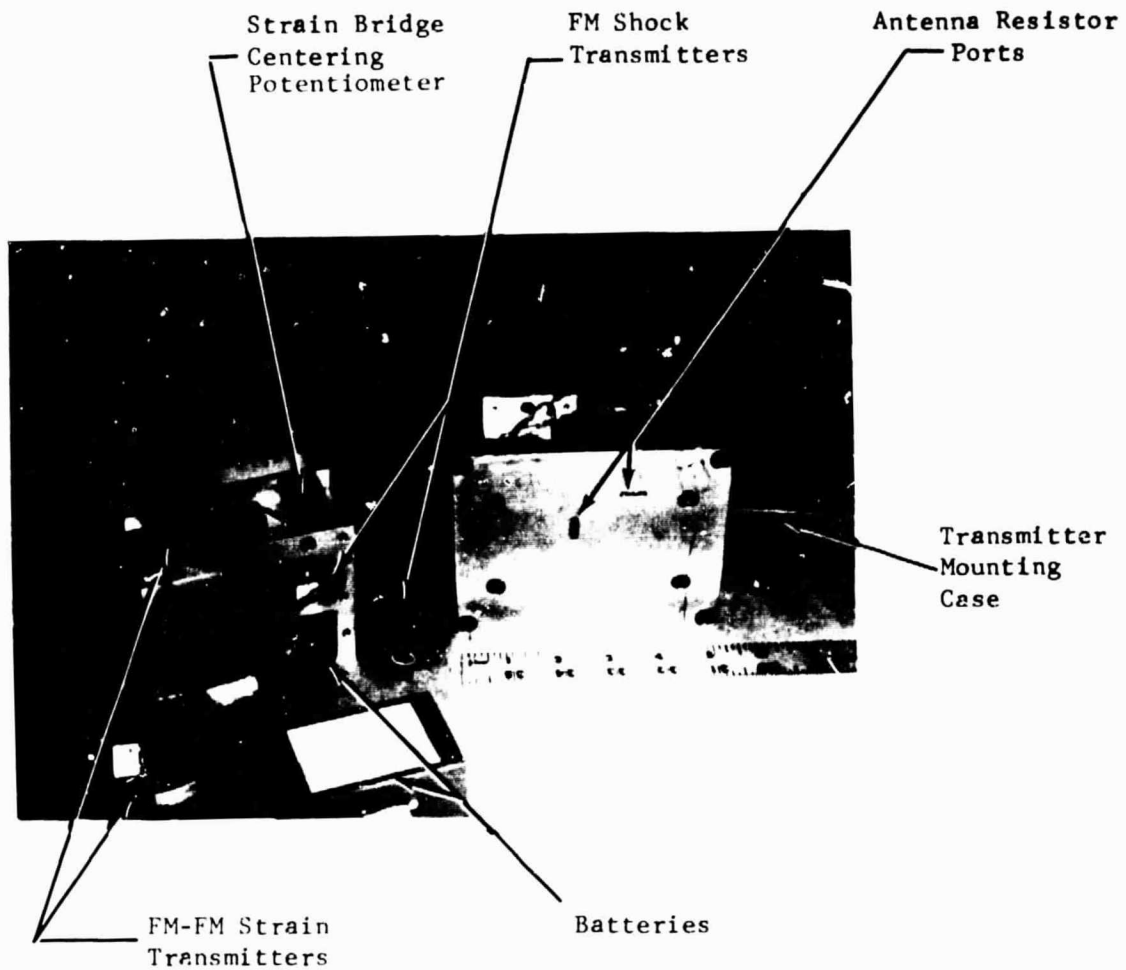 Strain Bridge
Centering
Potentiometer
FM Shock
Transmitters
Antenna Resistor
Ports
Transmitter
Mounting
Case
FM-FM Strain
Transmitters
Batteries